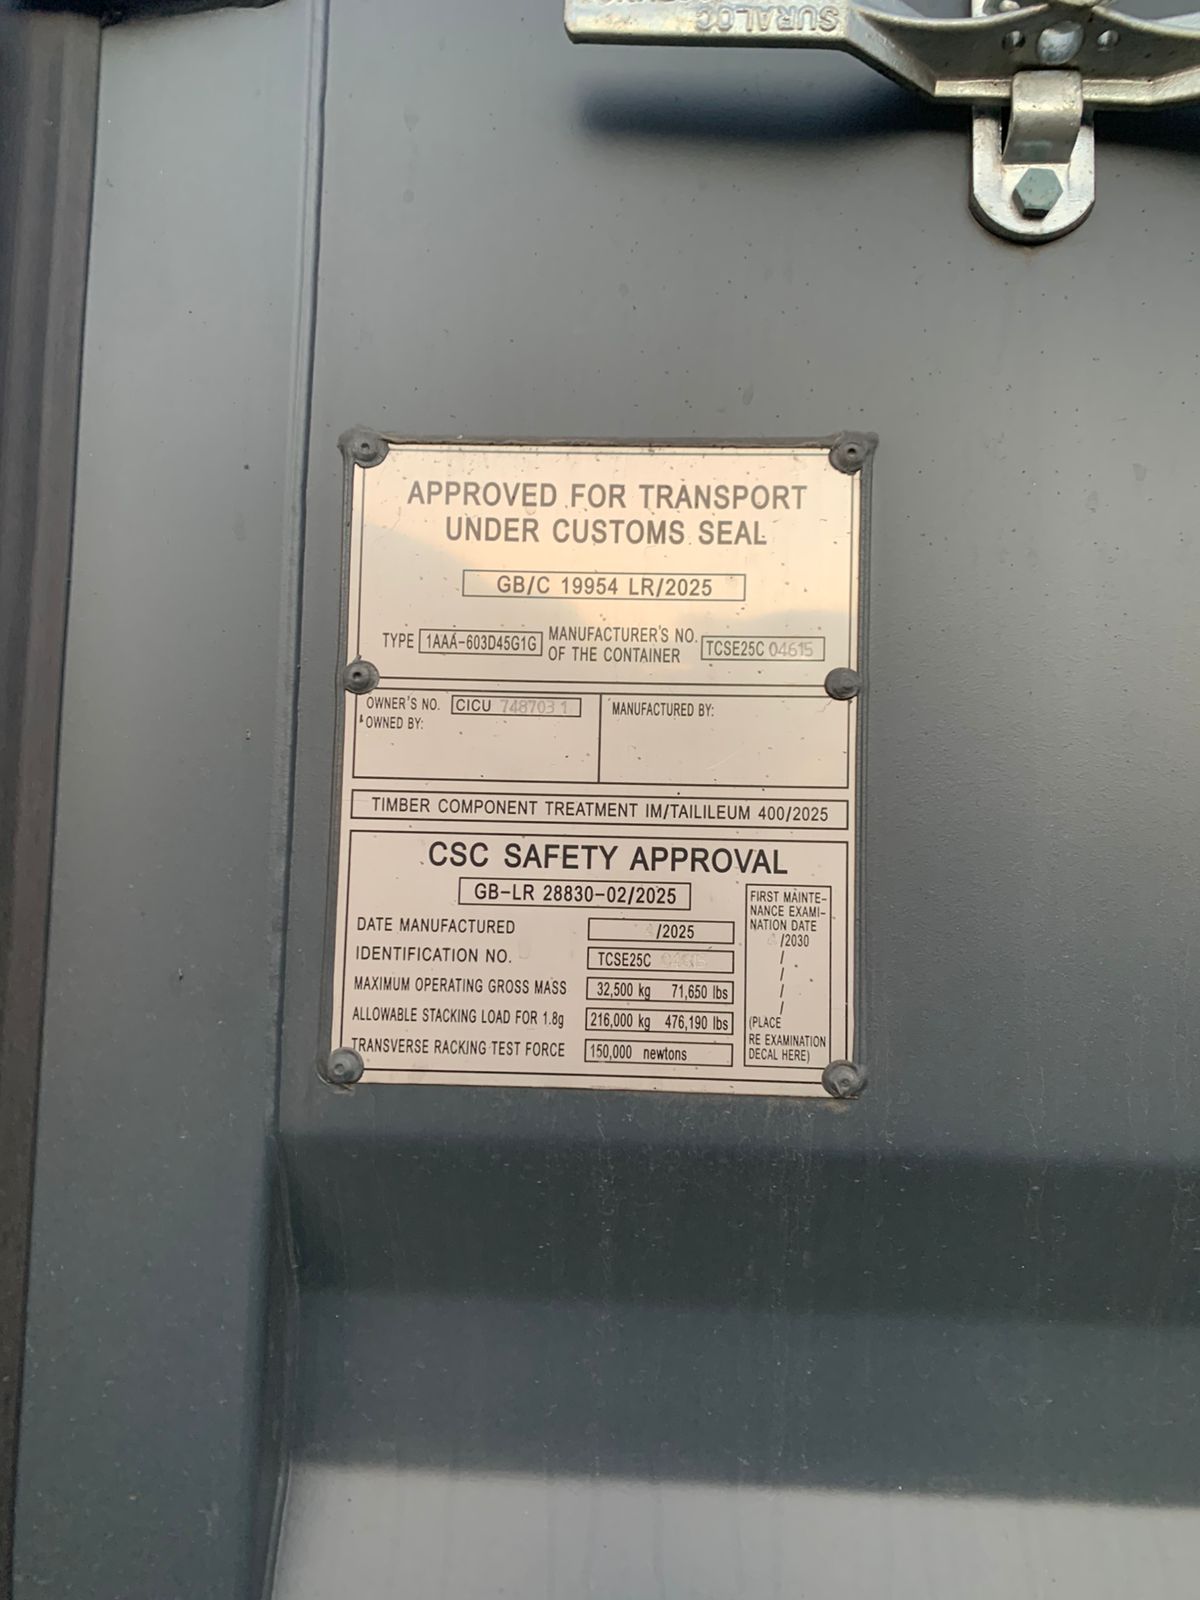 SURALOC
APPROVED FOR TRANSPORT
UNDER CUSTOMS SEAL
GB/C 19954 LR/2025
TYPE 1AAA-603D45G1G MANUFACTURER'S NO. OF THE CONTAINER TCSE25C 04615
OWNER'S NO. CICU 748703 1
OWNED BY:
MANUFACTURED BY:
TIMBER COMPONENT TREATMENT IM/TAILILEUM 400/2025
CSC SAFETY APPROVAL
GB-LR 28830-02/2025
DATE MANUFACTURED /2025
IDENTIFICATION NO. TCSE25C
MAXIMUM OPERATING GROSS MASS 32,500 kg 71,650 lbs
ALLOWABLE STACKING LOAD FOR 1.8g 216,000 kg 476,190 lbs
TRANSVERSE RACKING TEST FORCE 150,000 newtons
FIRST MAINTE-
NANCE EXAMI-
NATION DATE
/2030
/
/
/
/
(PLACE
RE EXAMINATION
DECAL HERE)